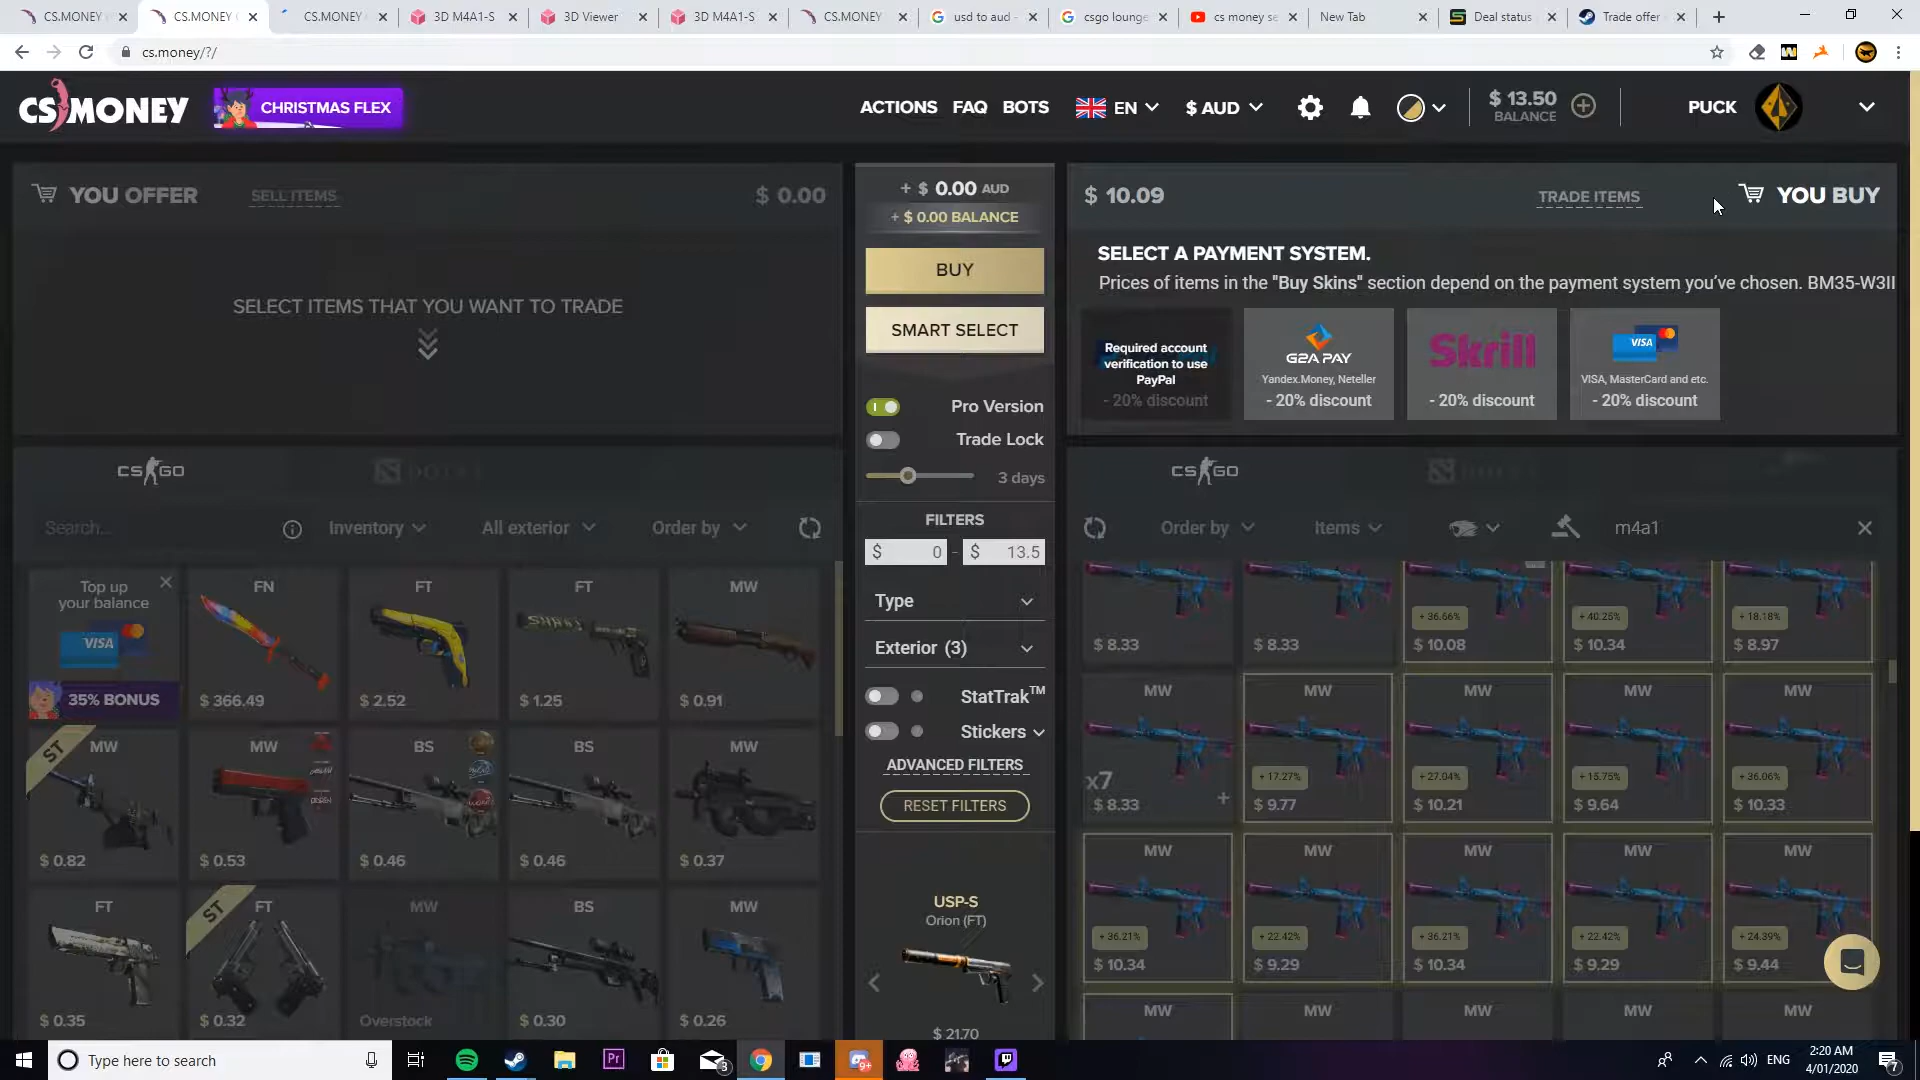 CS.MONEY
CS.MONEY
CS.MONEY
3D M4A1-S
3D Viewer
3D M4A1-S
CS.MONEY
usd to aud -
csgo lounge
cs money se
New Tab
Deal status
Trade offer
cs.money/?/
CS MONEY
CHRISTMAS FLEX
ACTIONS
FAQ
BOTS
EN
$ AUD
$ 13.50
BALANCE
PUCK
YOU OFFER
SELL ITEMS
$ 0.00
SELECT ITEMS THAT YOU WANT TO TRADE
+ $ 0.00 AUD
+ $ 0.00 BALANCE
BUY
SMART SELECT
Pro Version
Trade Lock
3 days
FILTERS
$ 0 - $ 13.5
Type
Exterior (3)
StatTrak™
Stickers
ADVANCED FILTERS
RESET FILTERS
USP-S
Orion (FT)
$ 21.70
$ 10.09
TRADE ITEMS
YOU BUY
SELECT A PAYMENT SYSTEM.
Prices of items in the "Buy Skins" section depend on the payment system you've chosen. BM35-W3II
Required account
verification to use
PayPal
- 20% discount
G2A PAY
Yandex.Money, Neteller
- 20% discount
Skrill
- 20% discount
VISA
VISA, MasterCard and etc.
- 20% discount
CS GO
Search...
Inventory
All exterior
Order by
Top up
your balance
VISA
35% BONUS
FN
$ 366.49
FT
$ 2.52
FT
$ 1.25
MW
$ 0.91
ST
MW
$ 0.82
MW
$ 0.53
BS
$ 0.46
BS
$ 0.46
MW
$ 0.37
FT
$ 0.35
ST
FT
$ 0.32
MW
Overstock
BS
$ 0.30
MW
$ 0.26
CS GO
Order by
Items
m4a1
$ 8.33
$ 8.33
+ 36.66%
$ 10.08
+ 40.25%
$ 10.34
+ 18.18%
$ 8.97
MW
x7
$ 8.33
+
MW
+ 17.27%
$ 9.77
MW
+ 27.04%
$ 10.21
MW
+ 15.75%
$ 9.64
MW
+ 36.06%
$ 10.33
MW
+ 36.21%
$ 10.34
MW
+ 22.42%
$ 9.29
MW
+ 36.21%
$ 10.34
MW
+ 22.42%
$ 9.29
MW
+ 24.39%
$ 9.44
MW
MW
MW
MW
MW
Type here to search
Pr
3
9+
ENG
2:20 AM
4/01/2020
7